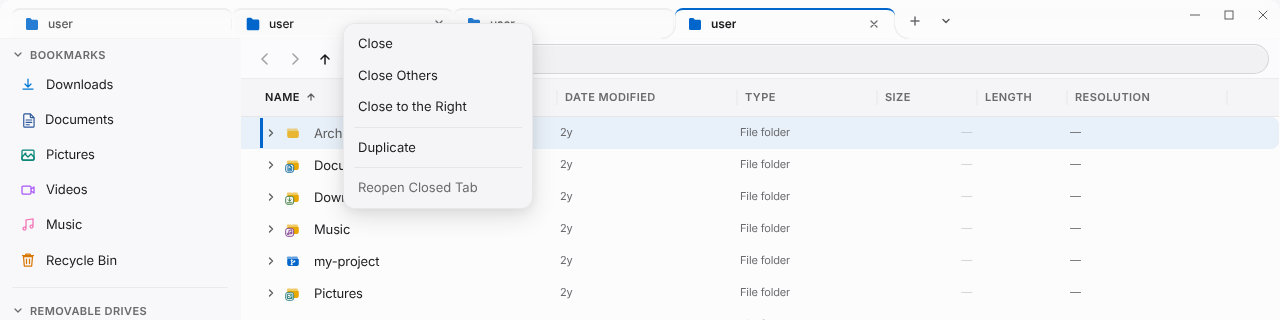 user
user
user
user
BOOKMARKS
Downloads
Documents
Pictures
Videos
Music
Recycle Bin
REMOVABLE DRIVES
Close
Close Others
Close to the Right
Duplicate
Reopen Closed Tab
NAME DATE MODIFIED TYPE SIZE LENGTH RESOLUTION
Arch 2y File folder — —
Docu 2y File folder — —
Down 2y File folder — —
Music 2y File folder — —
my-project 2y File folder — —
Pictures 2y File folder — —